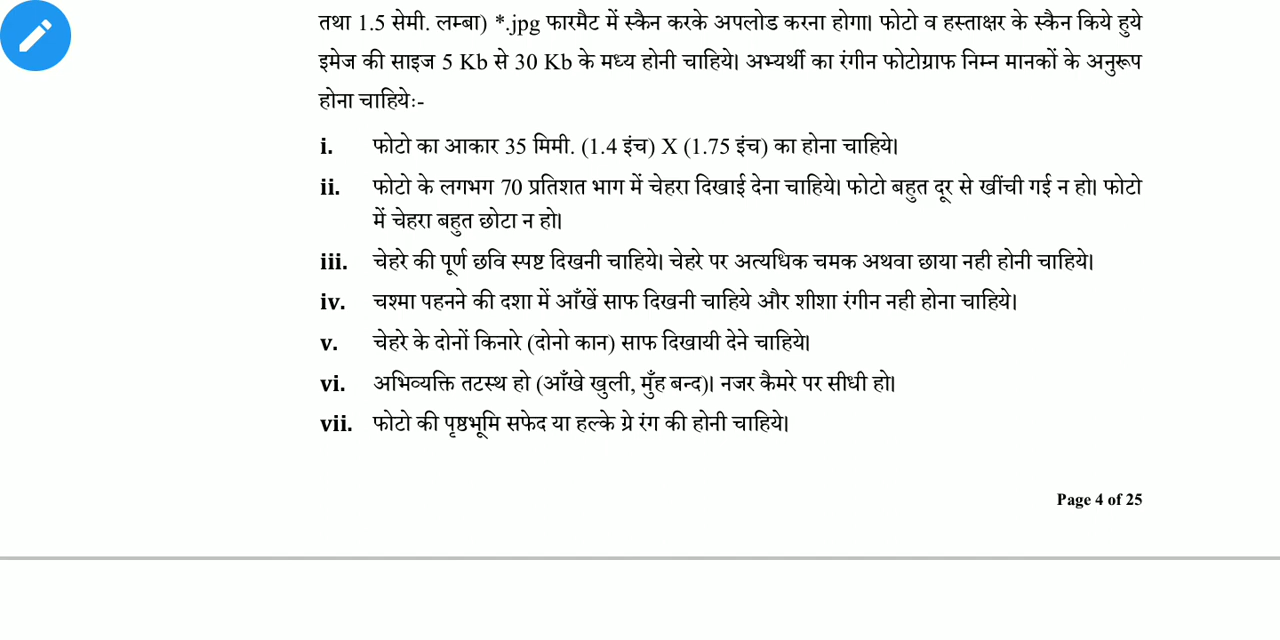 तथा 1.5 सेमी. लम्बा) *.jpg फारमैट में स्कैन करके अपलोड करना होगा। फोटो व हस्ताक्षर के स्कैन किये हुये
इमेज की साइज 5 Kb से 30 Kb के मध्य होनी चाहिये। अभ्यर्थी का रंगीन फोटोग्राफ निम्न मानकों के अनुरूप
होना चाहियेः-
i. फोटो का आकार 35 मिमी. (1.4 इंच) X (1.75 इंच) का होना चाहिये।
ii. फोटो के लगभग 70 प्रतिशत भाग में चेहरा दिखाई देना चाहिये। फोटो बहुत दूर से खींची गई न हो। फोटो
में चेहरा बहुत छोटा न हो।
iii. चेहरे की पूर्ण छवि स्पष्ट दिखनी चाहिये। चेहरे पर अत्यधिक चमक अथवा छाया नही होनी चाहिये।
iv. चश्मा पहनने की दशा में आँखें साफ दिखनी चाहिये और शीशा रंगीन नही होना चाहिये।
v. चेहरे के दोनों किनारे (दोनो कान) साफ दिखायी देने चाहिये।
vi. अभिव्यक्ति तटस्थ हो (आँखे खुली, मुँह बन्द)। नजर कैमरे पर सीधी हो।
vii. फोटो की पृष्ठभूमि सफेद या हल्के ग्रे रंग की होनी चाहिये।
Page 4 of 25